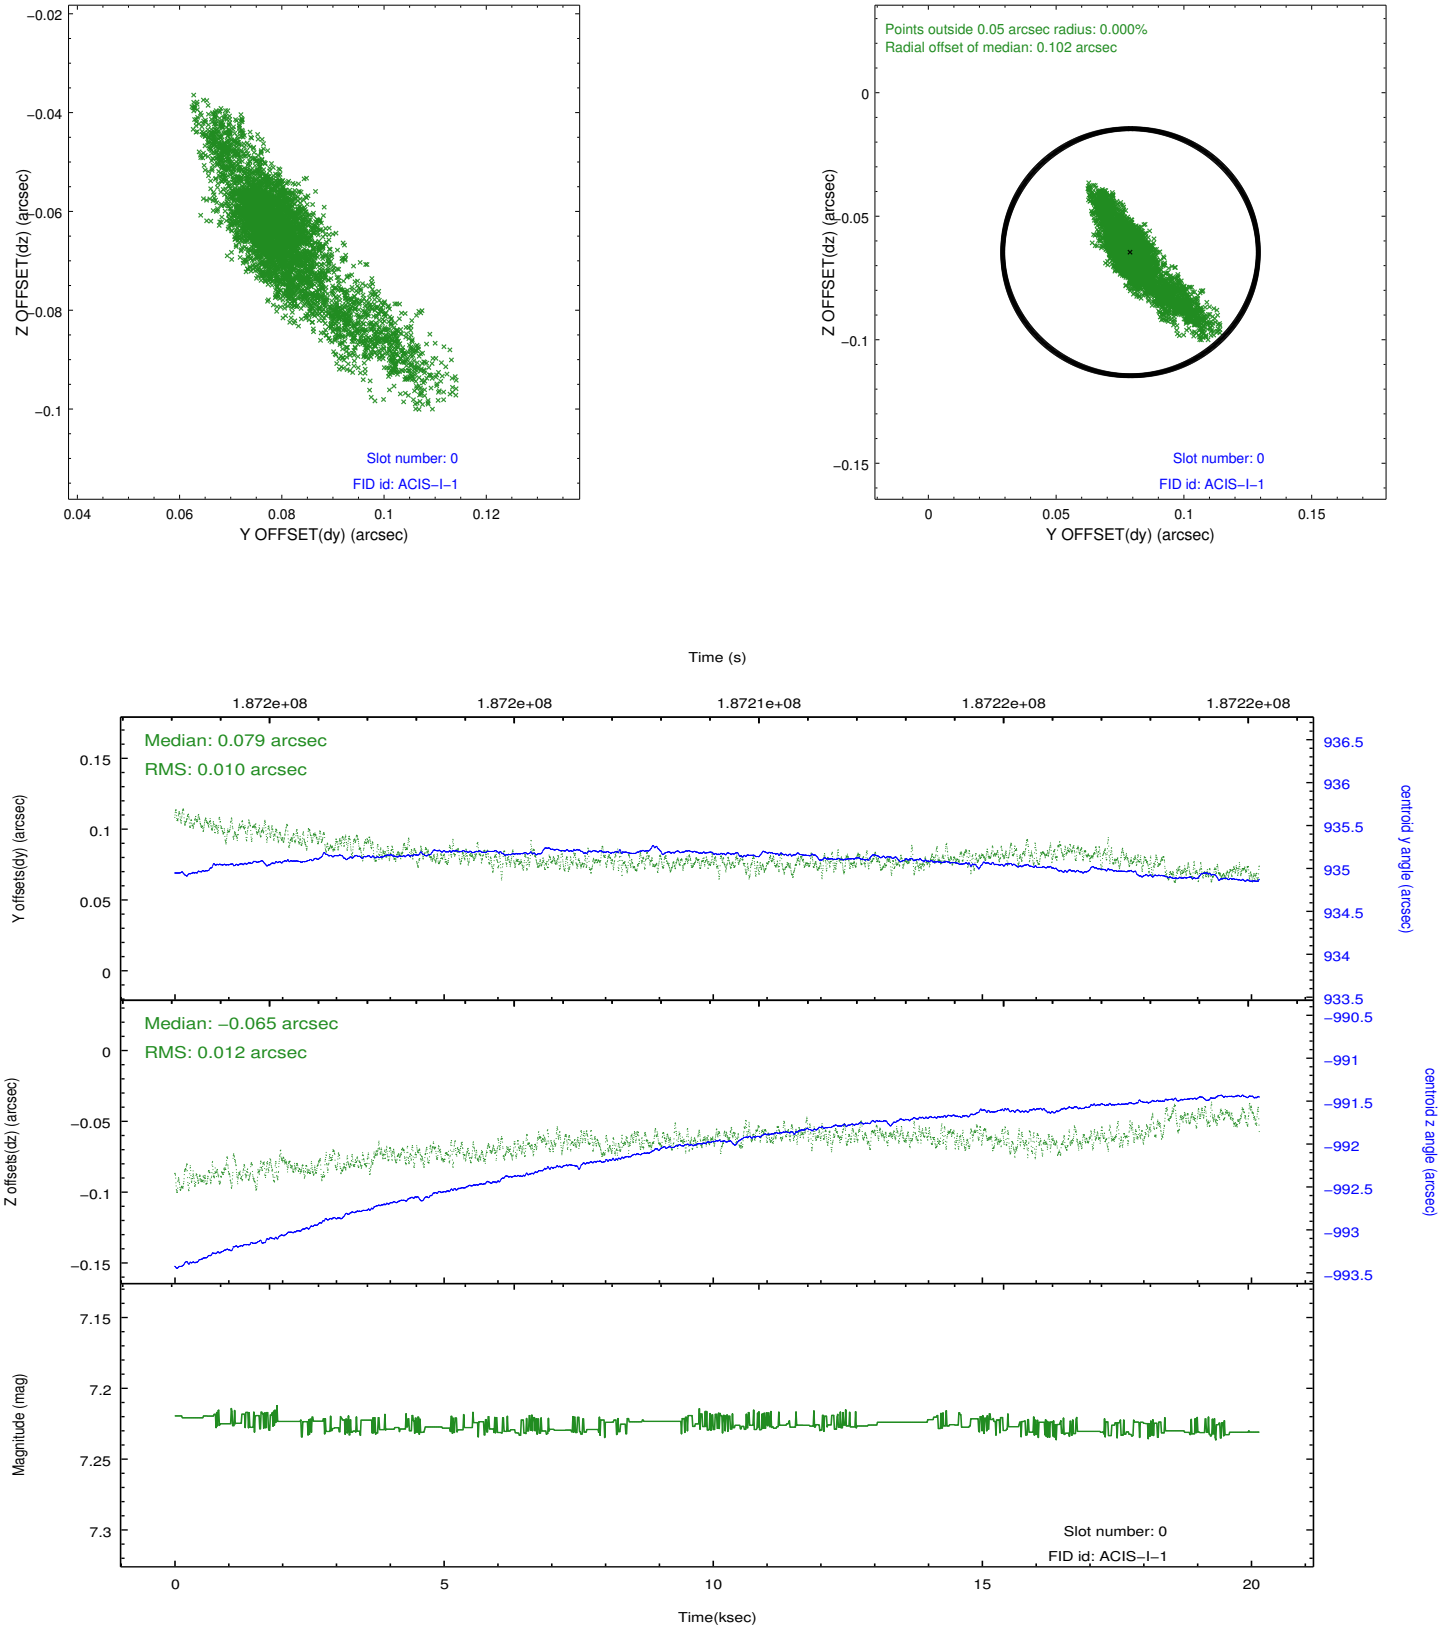 −0.02
−0.04
−0.06
−0.08
−0.1
Z OFFSET(dz) (arcsec)
Slot number: 0
FID id: ACIS−I−1
0.04 0.06 0.08 0.1 0.12
Y OFFSET(dy) (arcsec)
Points outside 0.05 arcsec radius: 0.000%
Radial offset of median: 0.102 arcsec
0
−0.05
−0.1
−0.15
Z OFFSET(dz) (arcsec)
Slot number: 0
FID id: ACIS−I−1
0 0.05 0.1 0.15
Y OFFSET(dy) (arcsec)
Time (s)
1.872e+08 1.872e+08 1.8721e+08 1.8722e+08 1.8722e+08
Median: 0.079 arcsec
RMS: 0.010 arcsec
0.15
0.1
0.05
0
Y offsets(dy) (arcsec)
936.5
936
935.5
935
934.5
934
933.5
centroid y angle (arcsec)
Median: −0.065 arcsec
RMS: 0.012 arcsec
0
−0.05
−0.1
−0.15
Z offsets(dz) (arcsec)
−990.5
−991
−991.5
−992
−992.5
−993
−993.5
centroid z angle (arcsec)
7.15
7.2
7.25
7.3
Magnitude (mag)
Slot number: 0
FID id: ACIS−I−1
0 5 10 15 20
Time(ksec)